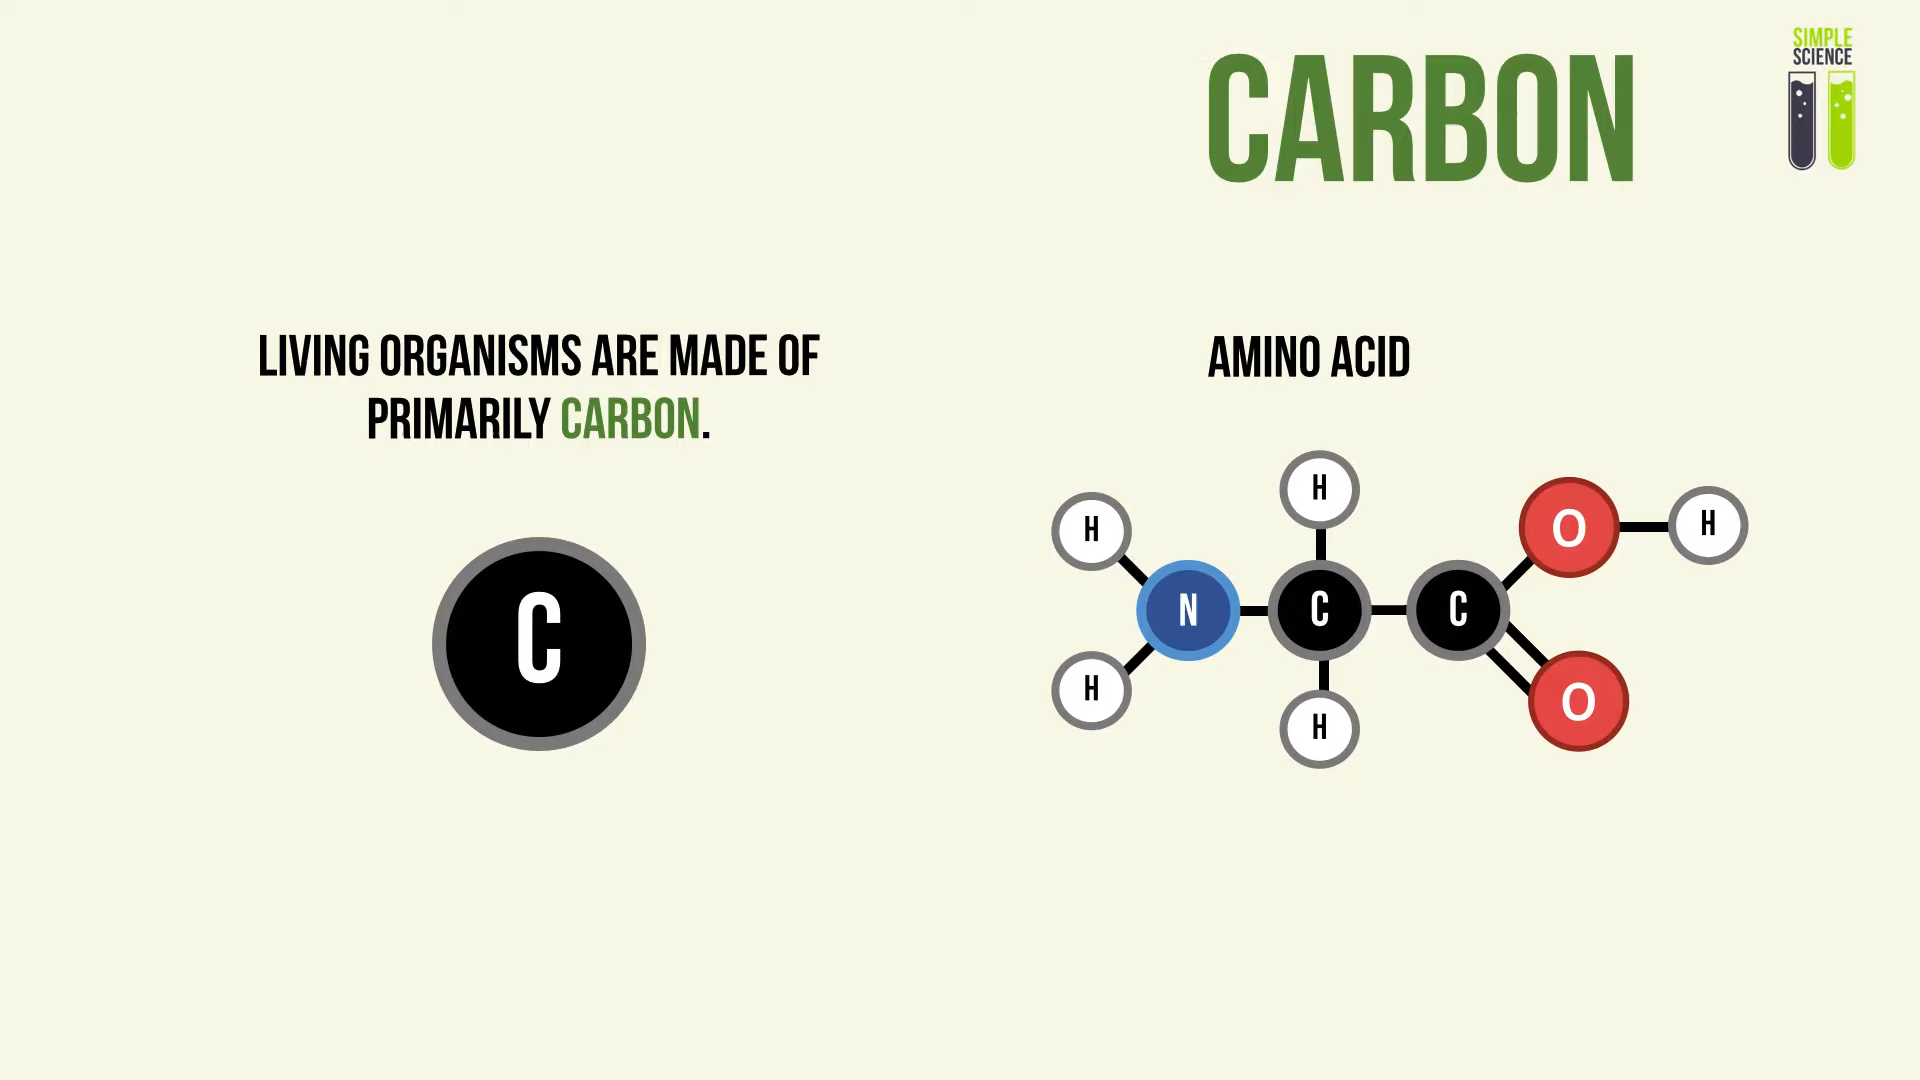 CARBON
SIMPLE
SCIENCE
LIVING ORGANISMS ARE MADE OF
PRIMARILY CARBON.
C
AMINO ACID
H
H
O
H
N
C
C
H
O
H